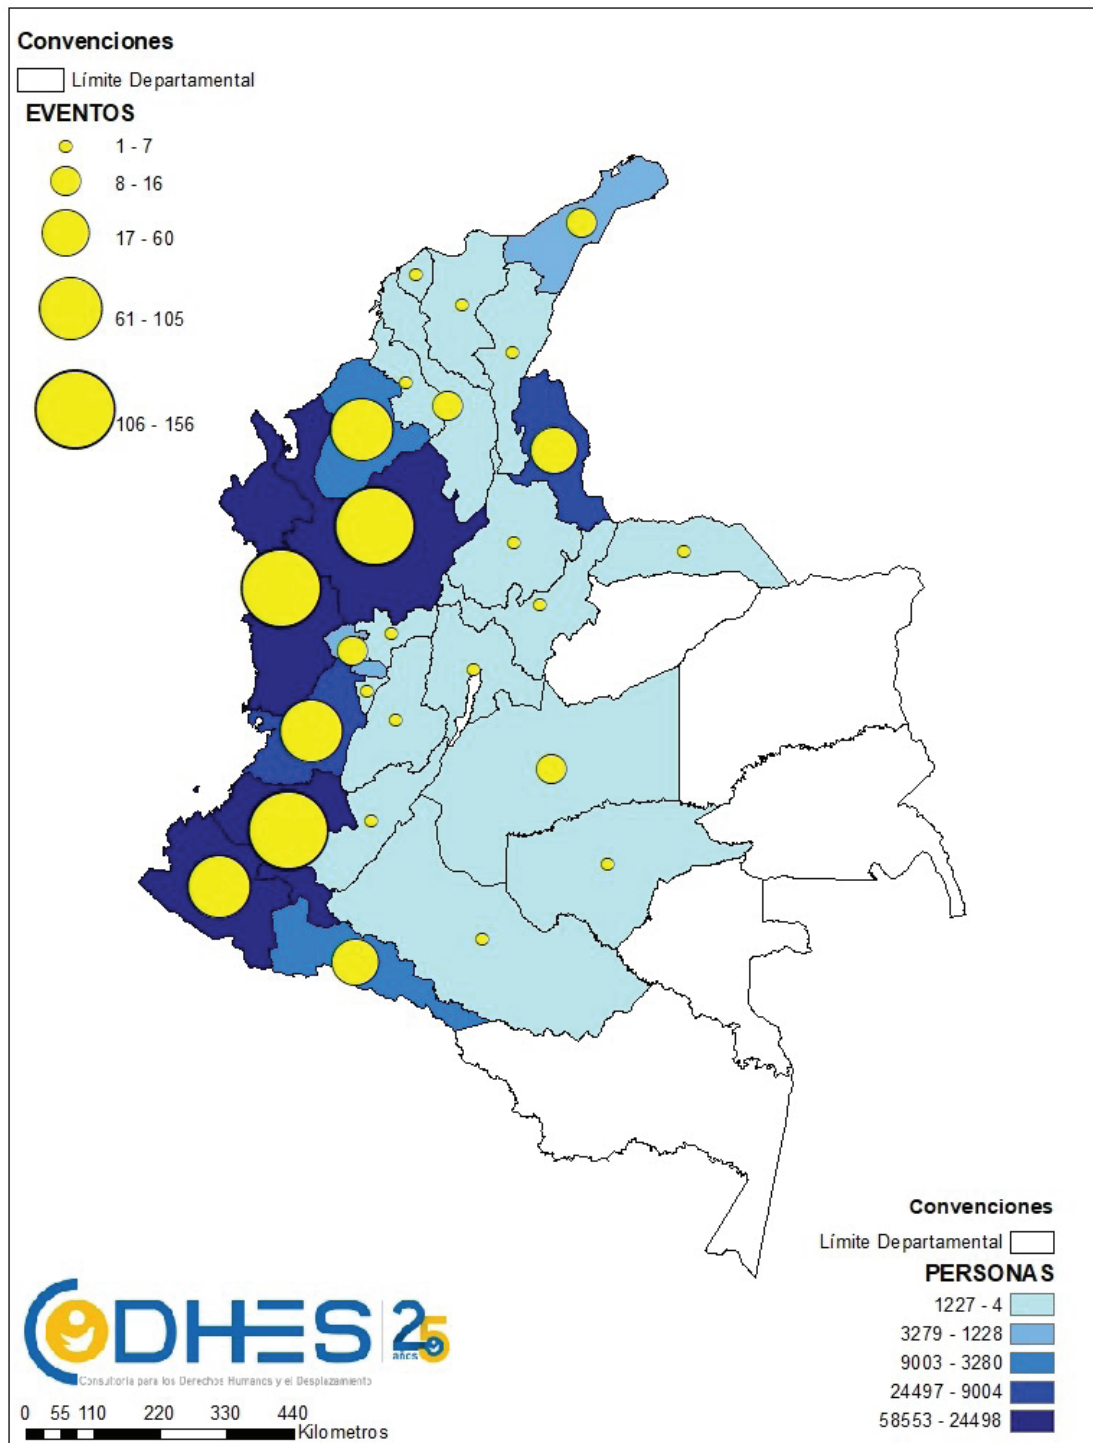 Convenciones
Límite Departamental
EVENTOS
1 - 7
8 - 16
17 - 60
61 - 105
106 - 156
Convenciones
Límite Departamental
PERSONAS
1227 - 4
3279 - 1228
9003 - 3280
24497 - 9004
58553 - 24498
CODHES 25 años
Consultoría para los Derechos Humanos y el Desplazamiento
0 55 110 220 330 440
Kilometros